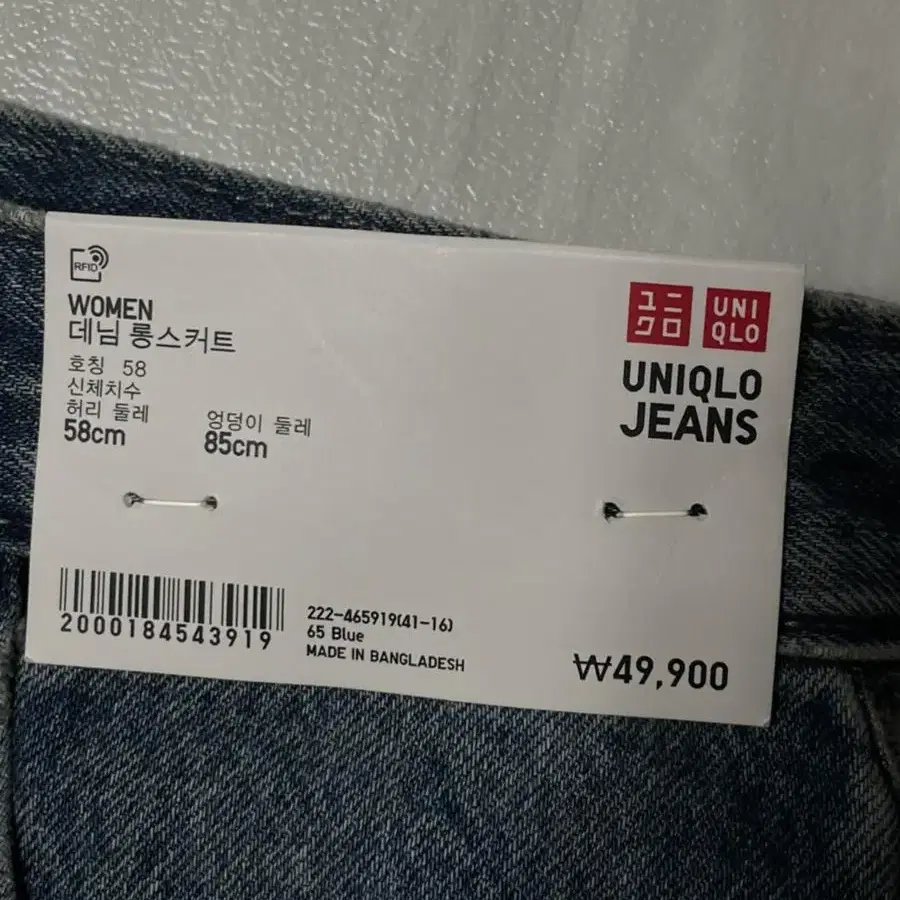 RFID
WOMEN
데님 롱스커트
호칭 58
신체치수
허리 둘레 엉덩이 둘레
58cm 85cm
ユニ
クロ
UNI
QLO
UNIQLO
JEANS
2000184543919
222-465919(41-16)
65 Blue
MADE IN BANGLADESH
₩49,900